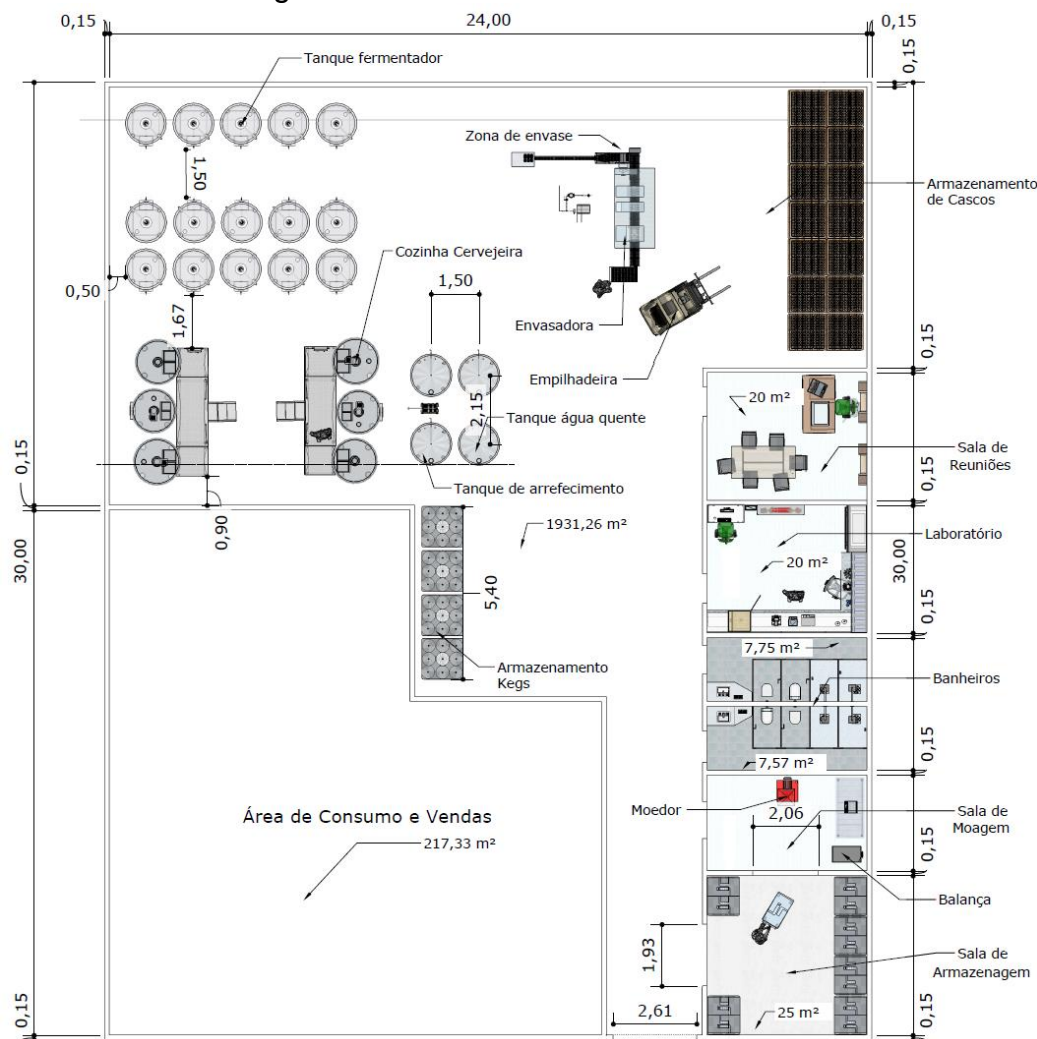 0,15
24,00
0,15
0,15
Tanque fermentador
Zona de envase
1,50
Armazenamento
de Cascos
Cozinha Cervejeira
0,50
1,50
1,67
Envasadora
0,15
Empilhadeira
20 m²
2,15
Tanque água quente
0,15
Sala de
Reuniões
0,15
Tanque de arrefecimento
0,90
1931,26 m²
Laboratório
30,00
20 m²
30,00
5,40
0,15
7,75 m²
Armazenamento
Kegs
Banheiros
0,15
7,57 m²
Moedor
2,06
Sala de
Moagem
Área de Consumo e Vendas
217,33 m²
0,15
Balança
1,93
Sala de
Armazenagem
0,15
2,61
25 m²
0,15